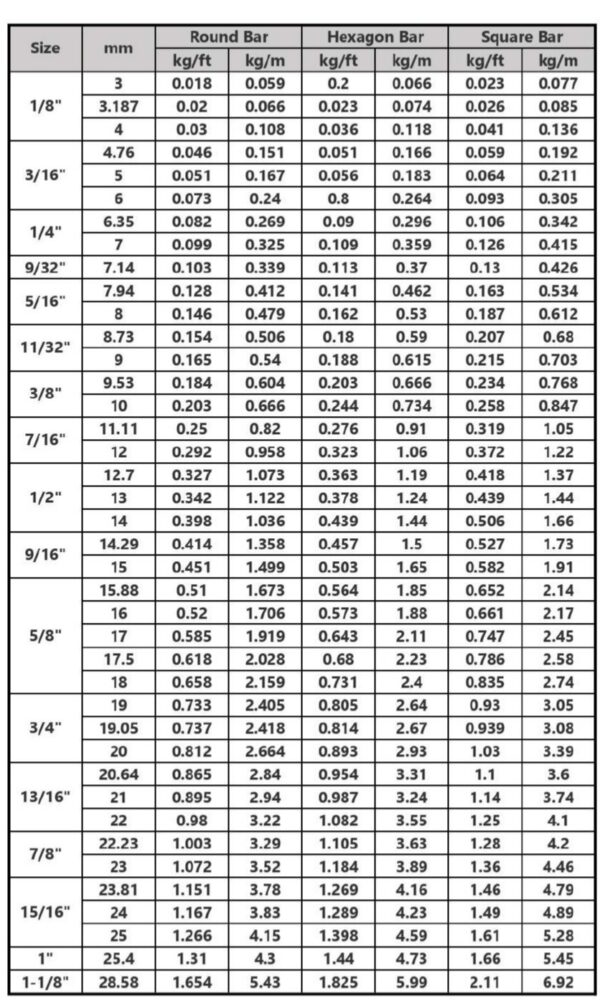 Size mm Round Bar Hexagon Bar Square Bar
kg/ft kg/m kg/ft kg/m kg/ft kg/m
1/8" 3 0.018 0.059 0.2 0.066 0.023 0.077
3.187 0.02 0.066 0.023 0.074 0.026 0.085
4 0.03 0.108 0.036 0.118 0.041 0.136
3/16" 4.76 0.046 0.151 0.051 0.166 0.059 0.192
5 0.051 0.167 0.056 0.183 0.064 0.211
6 0.073 0.24 0.8 0.264 0.093 0.305
1/4" 6.35 0.082 0.269 0.09 0.296 0.106 0.342
7 0.099 0.325 0.109 0.359 0.126 0.415
9/32" 7.14 0.103 0.339 0.113 0.37 0.13 0.426
5/16" 7.94 0.128 0.412 0.141 0.462 0.163 0.534
8 0.146 0.479 0.162 0.53 0.187 0.612
11/32" 8.73 0.154 0.506 0.18 0.59 0.207 0.68
9 0.165 0.54 0.188 0.615 0.215 0.703
3/8" 9.53 0.184 0.604 0.203 0.666 0.234 0.768
10 0.203 0.666 0.244 0.734 0.258 0.847
7/16" 11.11 0.25 0.82 0.276 0.91 0.319 1.05
12 0.292 0.958 0.323 1.06 0.372 1.22
1/2" 12.7 0.327 1.073 0.363 1.19 0.418 1.37
13 0.342 1.122 0.378 1.24 0.439 1.44
14 0.398 1.036 0.439 1.44 0.506 1.66
9/16" 14.29 0.414 1.358 0.457 1.5 0.527 1.73
15 0.451 1.499 0.503 1.65 0.582 1.91
5/8" 15.88 0.51 1.673 0.564 1.85 0.652 2.14
16 0.52 1.706 0.573 1.88 0.661 2.17
17 0.585 1.919 0.643 2.11 0.747 2.45
17.5 0.618 2.028 0.68 2.23 0.786 2.58
18 0.658 2.159 0.731 2.4 0.835 2.74
3/4" 19 0.733 2.405 0.805 2.64 0.93 3.05
19.05 0.737 2.418 0.814 2.67 0.939 3.08
20 0.812 2.664 0.893 2.93 1.03 3.39
13/16" 20.64 0.865 2.84 0.954 3.31 1.1 3.6
21 0.895 2.94 0.987 3.24 1.14 3.74
22 0.98 3.22 1.082 3.55 1.25 4.1
7/8" 22.23 1.003 3.29 1.105 3.63 1.28 4.2
23 1.072 3.52 1.184 3.89 1.36 4.46
15/16" 23.81 1.151 3.78 1.269 4.16 1.46 4.79
24 1.167 3.83 1.289 4.23 1.49 4.89
25 1.266 4.15 1.398 4.59 1.61 5.28
1" 25.4 1.31 4.3 1.44 4.73 1.66 5.45
1-1/8" 28.58 1.654 5.43 1.825 5.99 2.11 6.92